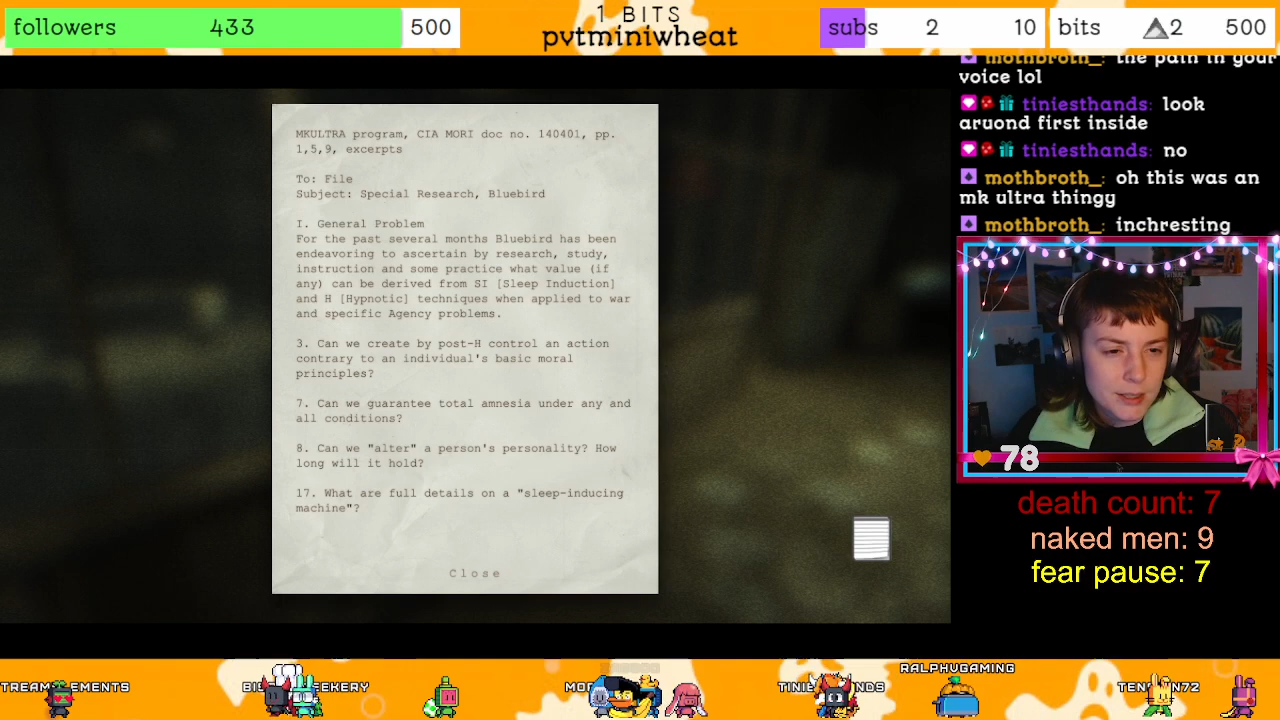 followers 433 500
1 BITS
pvtminiwheat
subs 2 10
bits 2 500
mothbroth_: the pain in your
voice lol
tiniesthands: look
aruond first inside
tiniesthands: no
mothbroth_: oh this was an
mk ultra thingg
mothbroth_: inchresting
MKULTRA program, CIA MORI doc no. 140401, pp.
1,5,9, excerpts
To: File
Subject: Special Research, Bluebird
I. General Problem
For the past several months Bluebird has been
endeavoring to ascertain by research, study,
instruction and some practice what value (if
any) can be derived from SI [Sleep Induction]
and H [Hypnotic] techniques when applied to war
and specific Agency problems.
3. Can we create by post-H control an action
contrary to an individual's basic moral
principles?
7. Can we guarantee total amnesia under any and
all conditions?
8. Can we "alter" a person's personality? How
long will it hold?
17. What are full details on a "sleep-inducing
machine"?
Close
78
death count: 7
naked men: 9
fear pause: 7
RALPHVGAMING